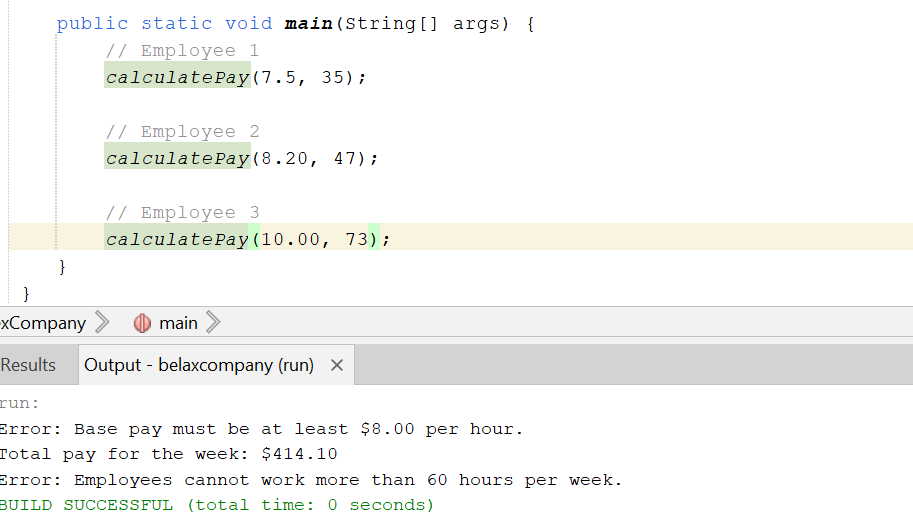 public static void main(String[] args) {
// Employee 1
calculatePay(7.5, 35);
// Employee 2
calculatePay(8.20, 47);
// Employee 3
calculatePay(10.00, 73);
}
}
exCompany main
Results Output - belaxcompany (run) ×
run:
Error: Base pay must be at least $8.00 per hour.
Total pay for the week: $414.10
Error: Employees cannot work more than 60 hours per week.
BUILD SUCCESSFUL (total time: 0 seconds)